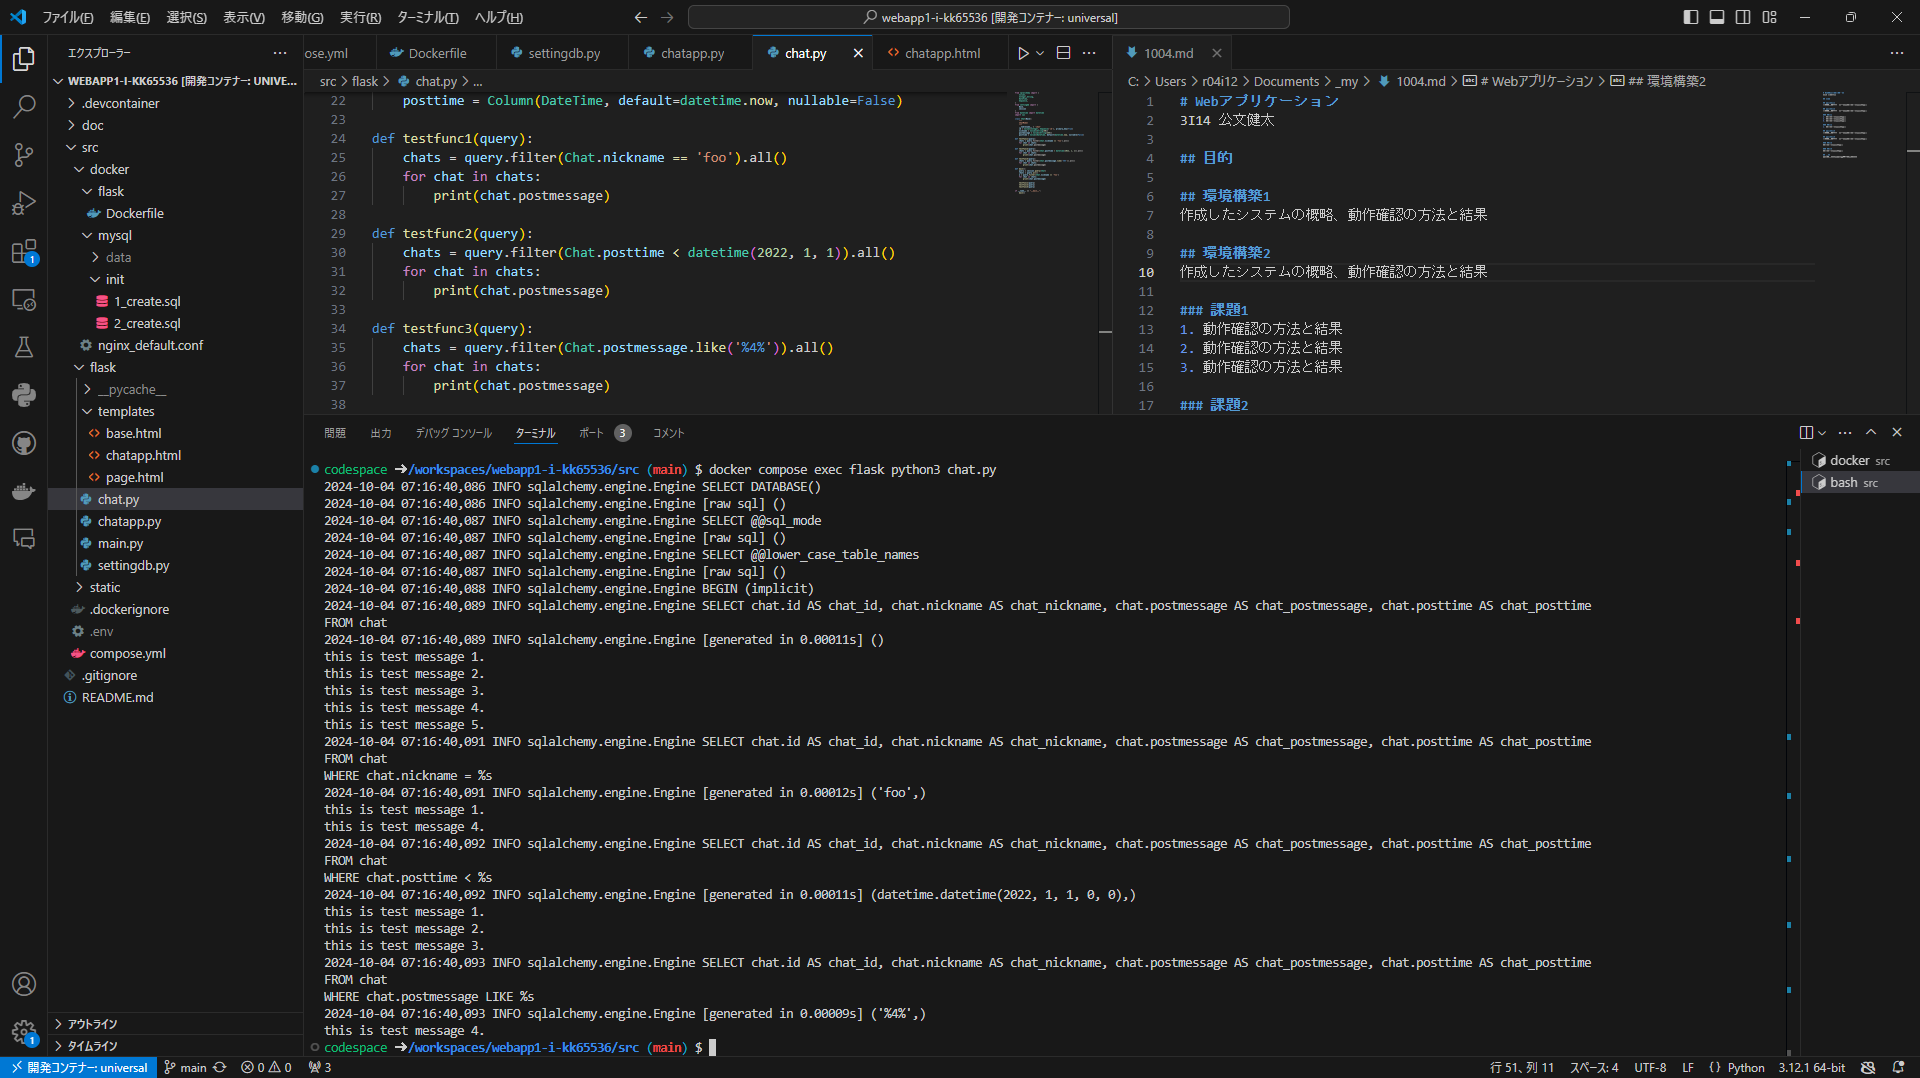 ファイル(F) 編集(E) 選択(S) 表示(V) 移動(G) 実行(R) ターミナル(T) ヘルプ(H)
webapp1-i-kk65536 [開発コンテナー: universal]
エクスプローラー
ose.yml Dockerfile settingdb.py chatapp.py chat.py chatapp.html
1004.md
WEBAPP1-I-KK65536 [開発コンテナー: UNIVE...
.devcontainer
doc
src
docker
flask
Dockerfile
mysql
data
init
1_create.sql
2_create.sql
nginx_default.conf
flask
__pycache__
templates
base.html
chatapp.html
page.html
chat.py
chatapp.py
main.py
settingdb.py
static
.dockerignore
.env
compose.yml
.gitignore
README.md
アウトライン
タイムライン
src > flask > chat.py > ...
22 posttime = Column(DateTime, default=datetime.now, nullable=False)
23
24 def testfunc1(query):
25 chats = query.filter(Chat.nickname == 'foo').all()
26 for chat in chats:
27 print(chat.postmessage)
28
29 def testfunc2(query):
30 chats = query.filter(Chat.posttime < datetime(2022, 1, 1)).all()
31 for chat in chats:
32 print(chat.postmessage)
33
34 def testfunc3(query):
35 chats = query.filter(Chat.postmessage.like('%4%')).all()
36 for chat in chats:
37 print(chat.postmessage)
38
C: > Users > r04i12 > Documents > _my > 1004.md > # Webアプリケーション > ## 環境構築2
1 # Webアプリケーション
2 3I14 公文健太
3
4 ## 目的
5
6 ## 環境構築1
7 作成したシステムの概略、動作確認の方法と結果
8
9 ## 環境構築2
10 作成したシステムの概略、動作確認の方法と結果
11
12 ### 課題1
13 1. 動作確認の方法と結果
14 2. 動作確認の方法と結果
15 3. 動作確認の方法と結果
16
17 ### 課題2
問題 出力 デバッグ コンソール ターミナル ポート 3 コメント
docker src
bash src
codespace ➜/workspaces/webapp1-i-kk65536/src (main) $ docker compose exec flask python3 chat.py
2024-10-04 07:16:40,086 INFO sqlalchemy.engine.Engine SELECT DATABASE()
2024-10-04 07:16:40,086 INFO sqlalchemy.engine.Engine [raw sql] ()
2024-10-04 07:16:40,087 INFO sqlalchemy.engine.Engine SELECT @@sql_mode
2024-10-04 07:16:40,087 INFO sqlalchemy.engine.Engine [raw sql] ()
2024-10-04 07:16:40,087 INFO sqlalchemy.engine.Engine SELECT @@lower_case_table_names
2024-10-04 07:16:40,087 INFO sqlalchemy.engine.Engine [raw sql] ()
2024-10-04 07:16:40,088 INFO sqlalchemy.engine.Engine BEGIN (implicit)
2024-10-04 07:16:40,089 INFO sqlalchemy.engine.Engine SELECT chat.id AS chat_id, chat.nickname AS chat_nickname, chat.postmessage AS chat_postmessage, chat.posttime AS chat_posttime
FROM chat
2024-10-04 07:16:40,089 INFO sqlalchemy.engine.Engine [generated in 0.00011s] ()
this is test message 1.
this is test message 2.
this is test message 3.
this is test message 4.
this is test message 5.
2024-10-04 07:16:40,091 INFO sqlalchemy.engine.Engine SELECT chat.id AS chat_id, chat.nickname AS chat_nickname, chat.postmessage AS chat_postmessage, chat.posttime AS chat_posttime
FROM chat
WHERE chat.nickname = %s
2024-10-04 07:16:40,091 INFO sqlalchemy.engine.Engine [generated in 0.00012s] ('foo',)
this is test message 1.
this is test message 4.
2024-10-04 07:16:40,092 INFO sqlalchemy.engine.Engine SELECT chat.id AS chat_id, chat.nickname AS chat_nickname, chat.postmessage AS chat_postmessage, chat.posttime AS chat_posttime
FROM chat
WHERE chat.posttime < %s
2024-10-04 07:16:40,092 INFO sqlalchemy.engine.Engine [generated in 0.00011s] (datetime.datetime(2022, 1, 1, 0, 0),)
this is test message 1.
this is test message 2.
this is test message 3.
2024-10-04 07:16:40,093 INFO sqlalchemy.engine.Engine SELECT chat.id AS chat_id, chat.nickname AS chat_nickname, chat.postmessage AS chat_postmessage, chat.posttime AS chat_posttime
FROM chat
WHERE chat.postmessage LIKE %s
2024-10-04 07:16:40,093 INFO sqlalchemy.engine.Engine [generated in 0.00009s] ('%4%',)
this is test message 4.
codespace ➜/workspaces/webapp1-i-kk65536/src (main) $
開発コンテナー: universal main 0 0 3
行 51、列 11 スペース: 4 UTF-8 LF Python 3.12.1 64-bit